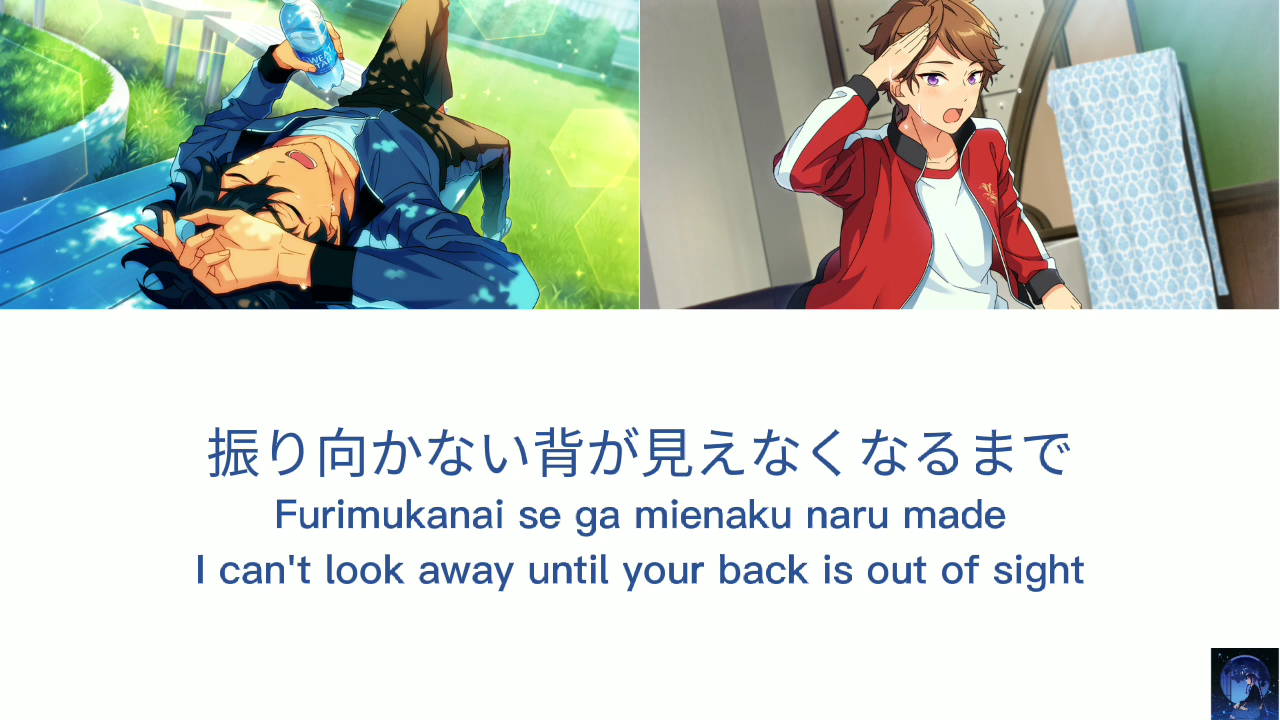 振り向かない背が見えなくなるまで
Furimukanai se ga mienaku naru made
I can't look away until your back is out of sight